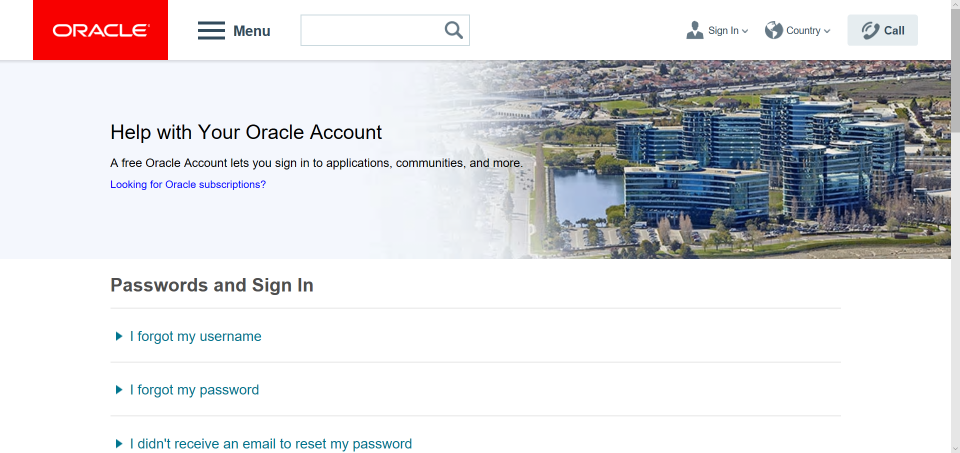 ORACLE
Menu
Sign In
Country
Call
Help with Your Oracle Account
A free Oracle Account lets you sign in to applications, communities, and more.
Looking for Oracle subscriptions?
Passwords and Sign In
I forgot my username
I forgot my password
I didn't receive an email to reset my password